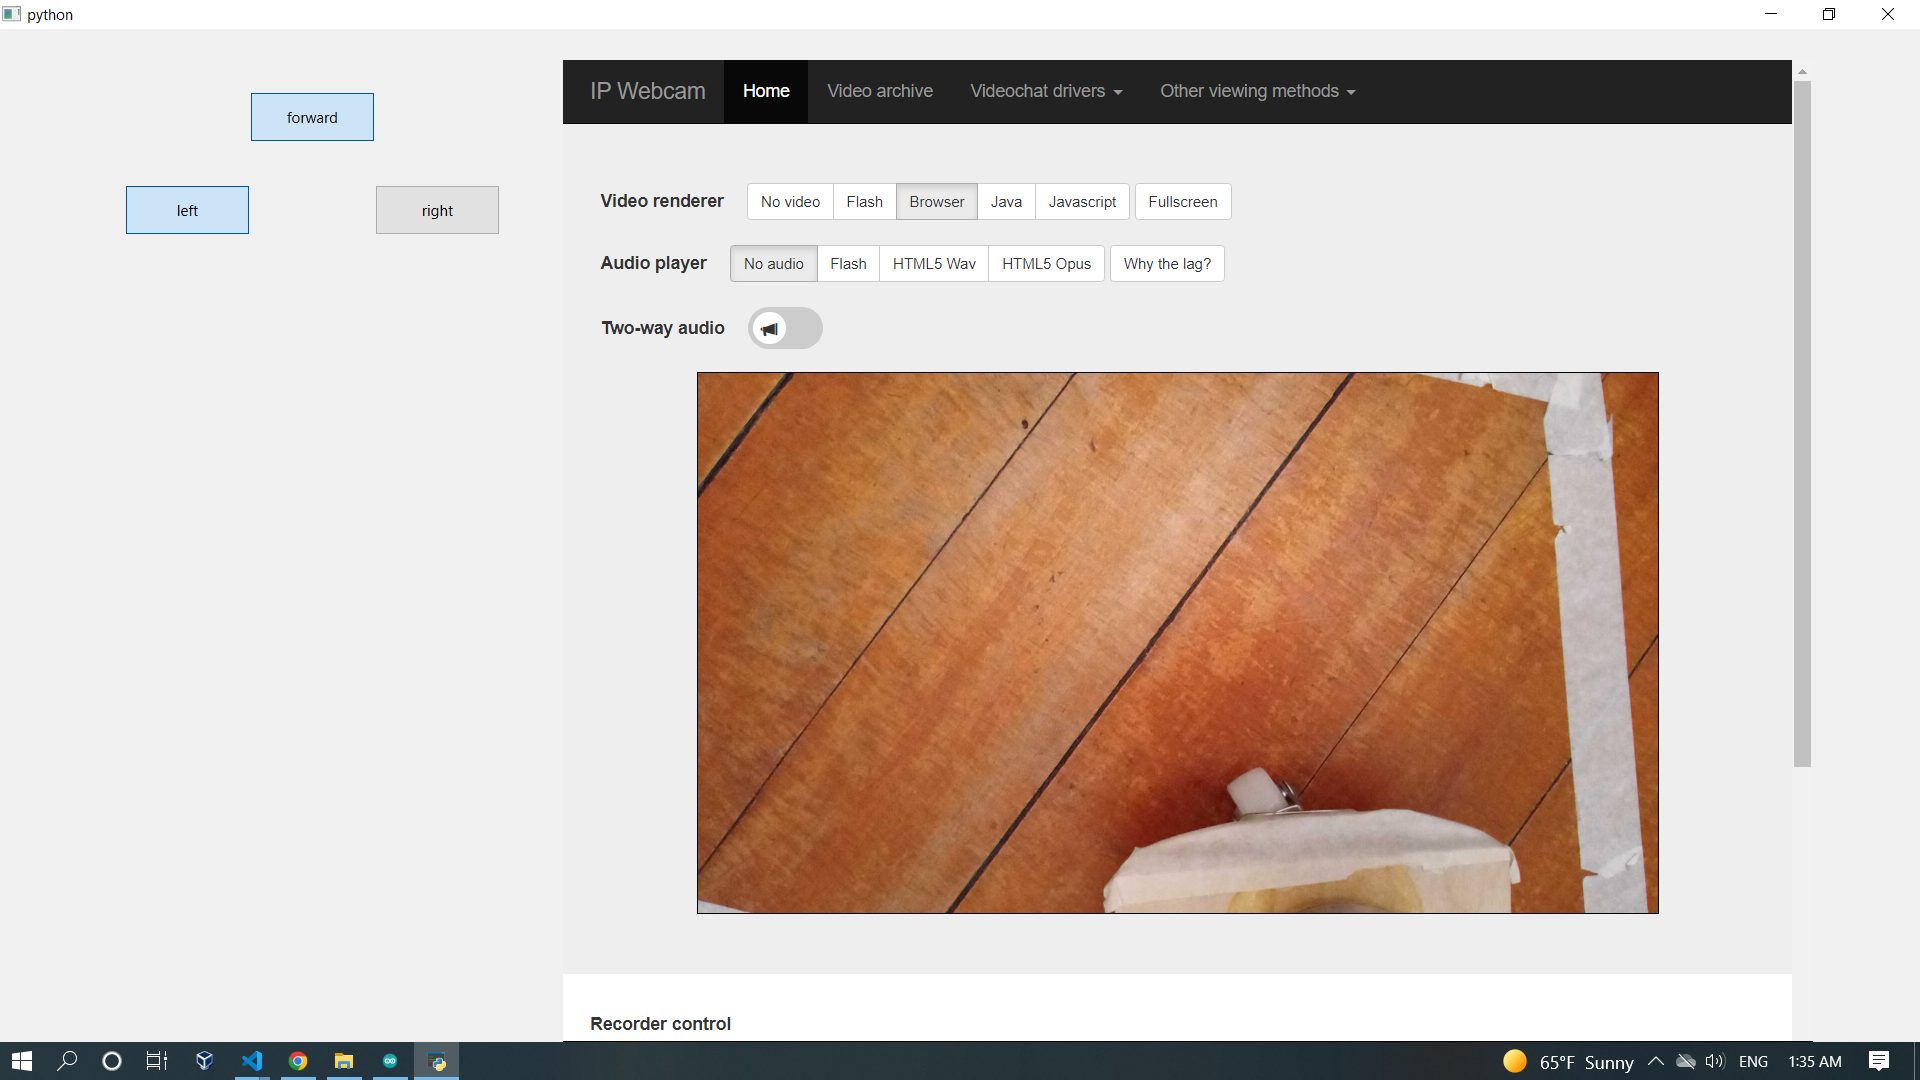 python
forward
left
right
IP Webcam Home Video archive Videochat drivers Other viewing methods
Video renderer No video Flash Browser Java Javascript Fullscreen
Audio player No audio Flash HTML5 Wav HTML5 Opus Why the lag?
Two-way audio
Recorder control
65°F Sunny ENG 1:35 AM